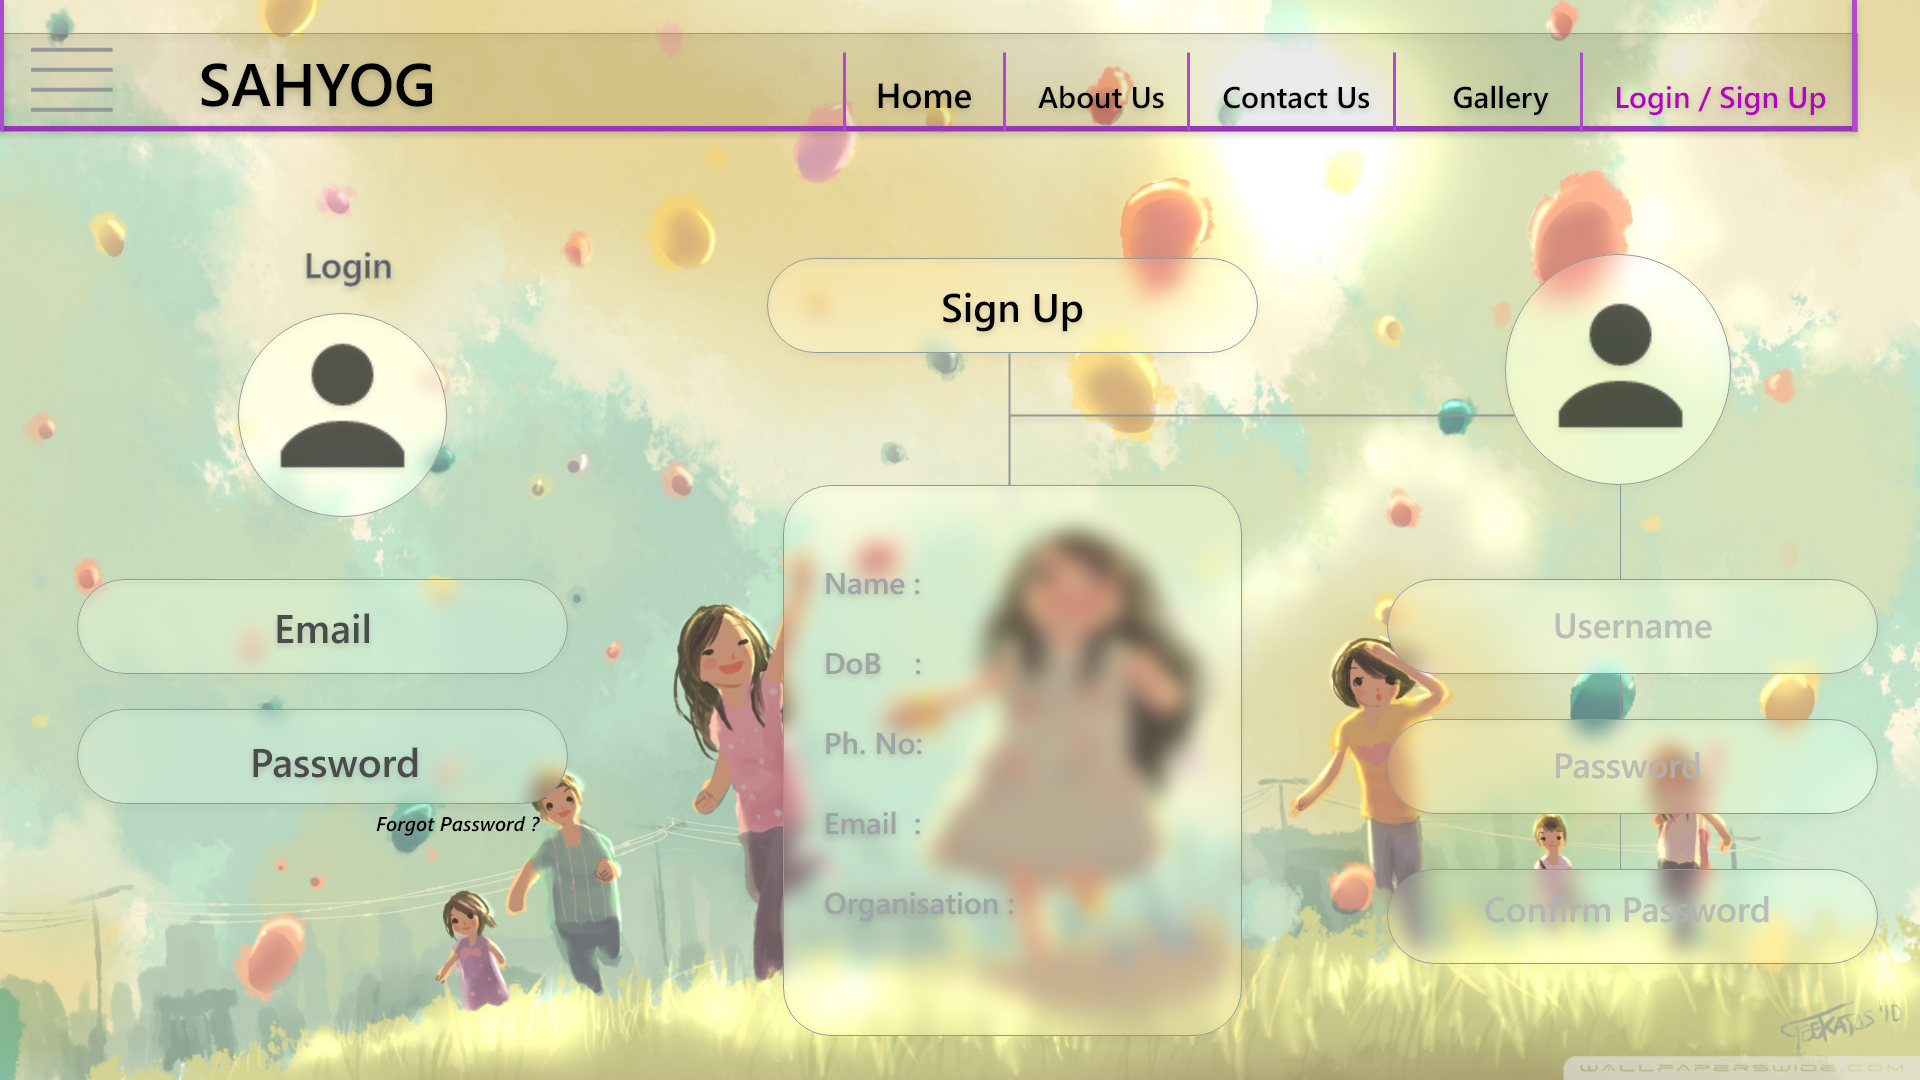 SAHYOG
Home
About Us
Contact Us
Gallery
Login / Sign Up
Login
Email
Password
Forgot Password ?
Sign Up
Name :
DoB :
Ph. No:
Email :
Organisation :
Username
Password
Confirm Password
'10
WALLPAPERSWIDE.COM